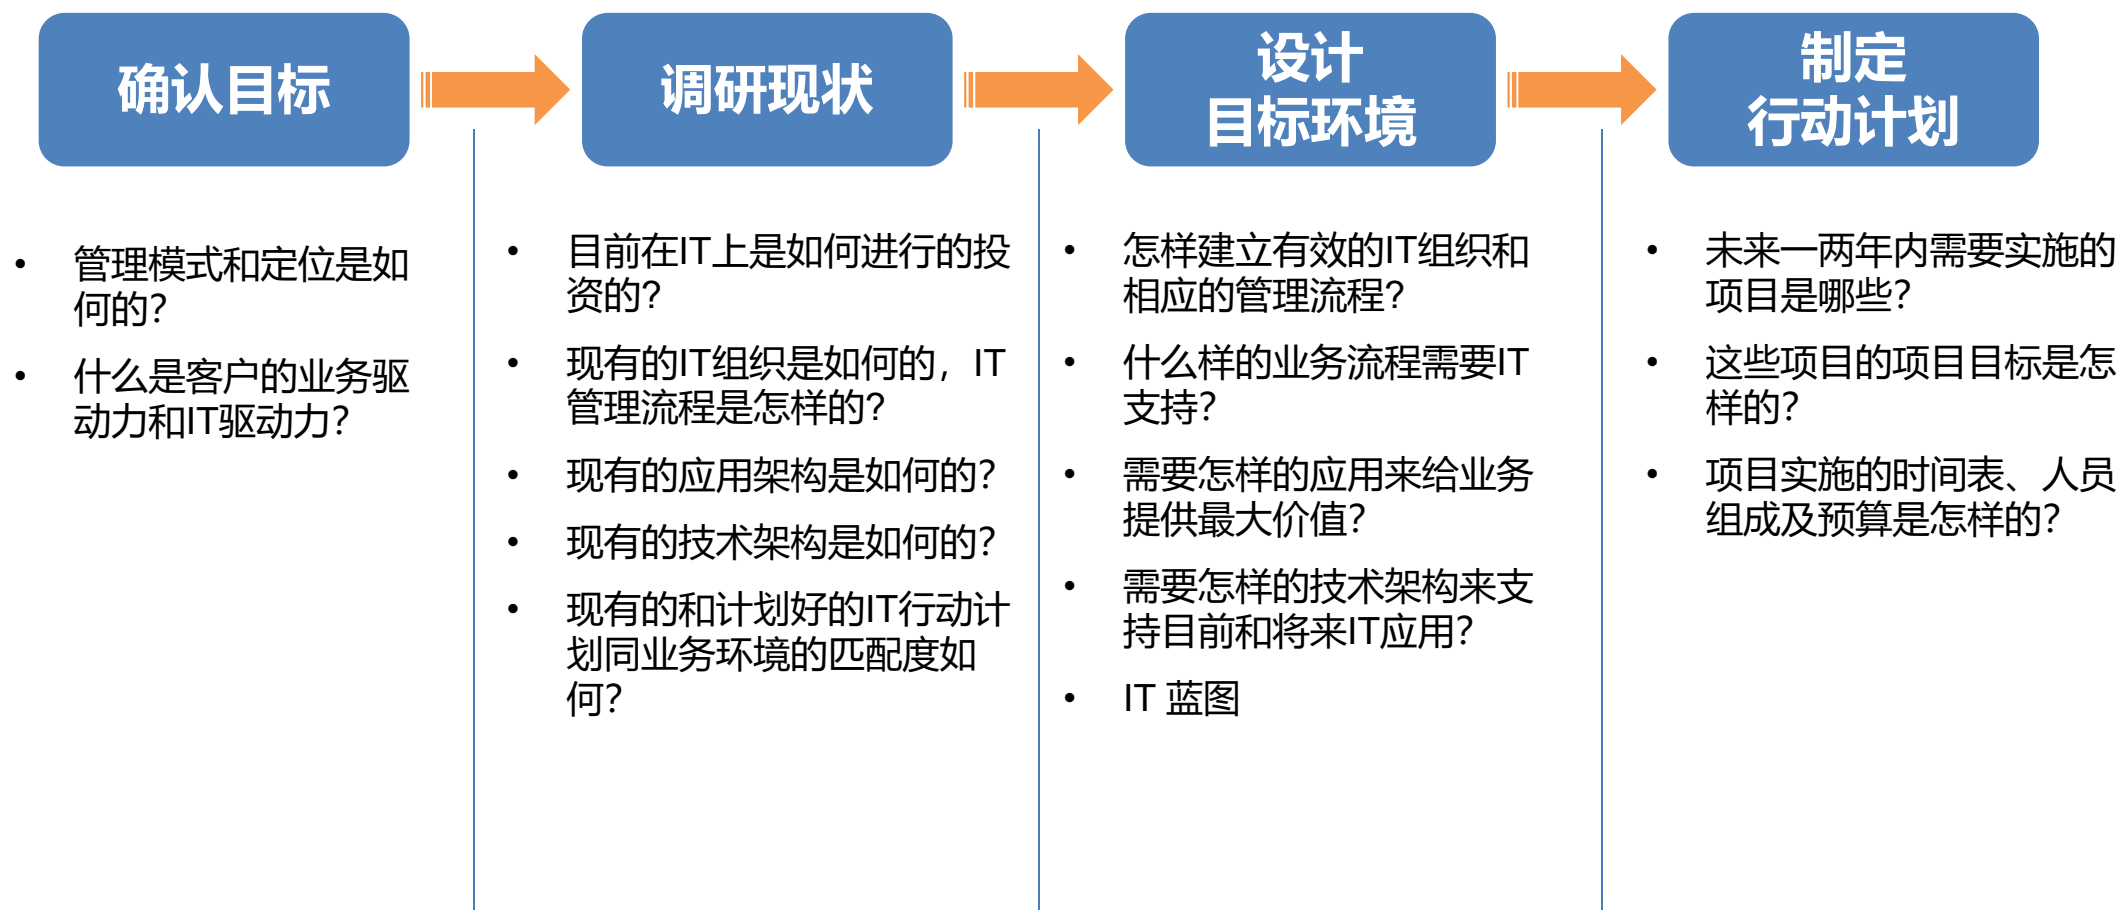 确认目标
调研现状
设计
目标环境
制定
行动计划
• 管理模式和定位是如
何的？
• 什么是客户的业务驱
动力和IT驱动力？
• 目前在IT上是如何进行的投
资的？
• 现有的IT组织是如何的，IT
管理流程是怎样的？
• 现有的应用架构是如何的？
• 现有的技术架构是如何的？
• 现有的和计划好的IT行动计
划同业务环境的匹配度如
何？
• 怎样建立有效的IT组织和
相应的管理流程？
• 什么样的业务流程需要IT
支持？
• 需要怎样的应用来给业务
提供最大价值？
• 需要怎样的技术架构来支
持目前和将来IT应用？
• IT 蓝图
• 未来一两年内需要实施的
项目是哪些？
• 这些项目的项目目标是怎
样的？
• 项目实施的时间表、人员
组成及预算是怎样的？